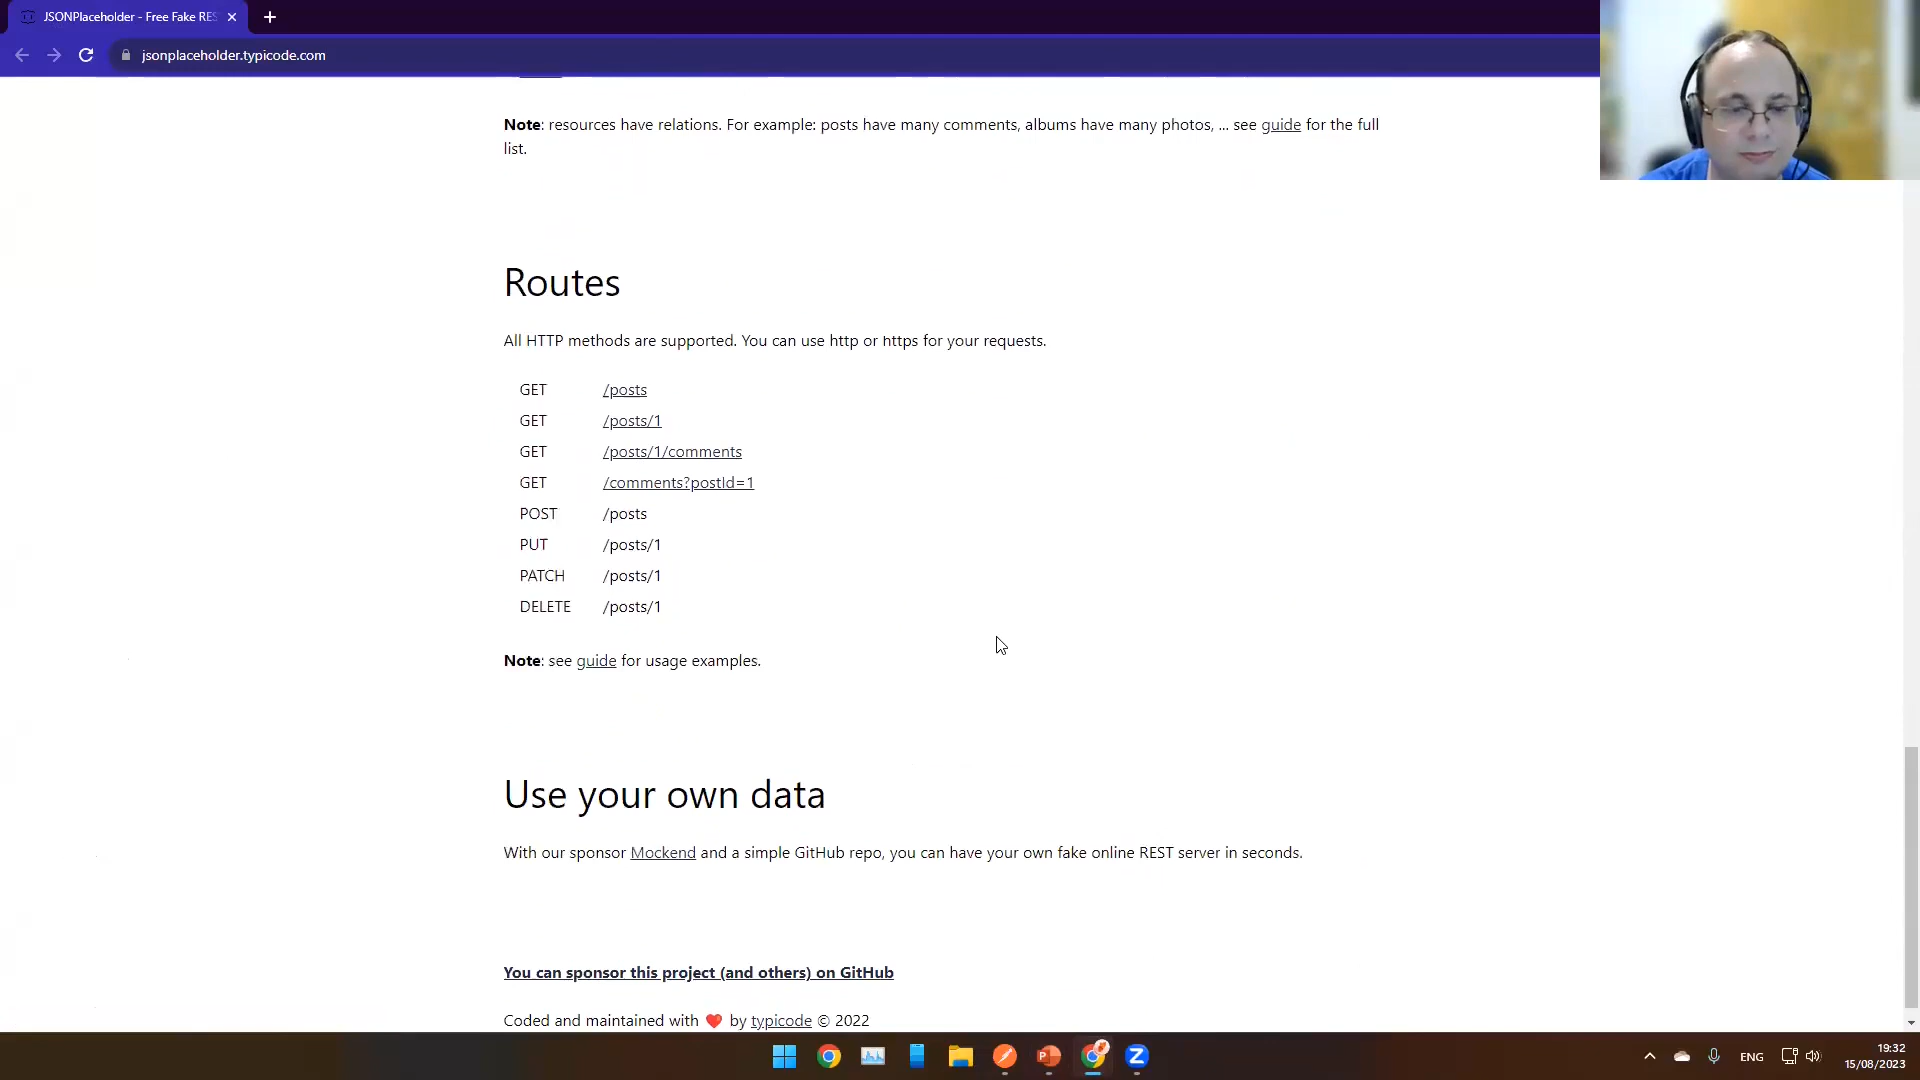 JSONPlaceholder - Free Fake RES
jsonplaceholder.typicode.com
Note: resources have relations. For example: posts have many comments, albums have many photos, ... see guide for the full
list.
Routes
All HTTP methods are supported. You can use http or https for your requests.
GET /posts
GET /posts/1
GET /posts/1/comments
GET /comments?postId=1
POST /posts
PUT /posts/1
PATCH /posts/1
DELETE /posts/1
Note: see guide for usage examples.
Use your own data
With our sponsor Mockend and a simple GitHub repo, you can have your own fake online REST server in seconds.
You can sponsor this project (and others) on GitHub
Coded and maintained with ❤️ by typicode © 2022
ENG
19:32
15/08/2023